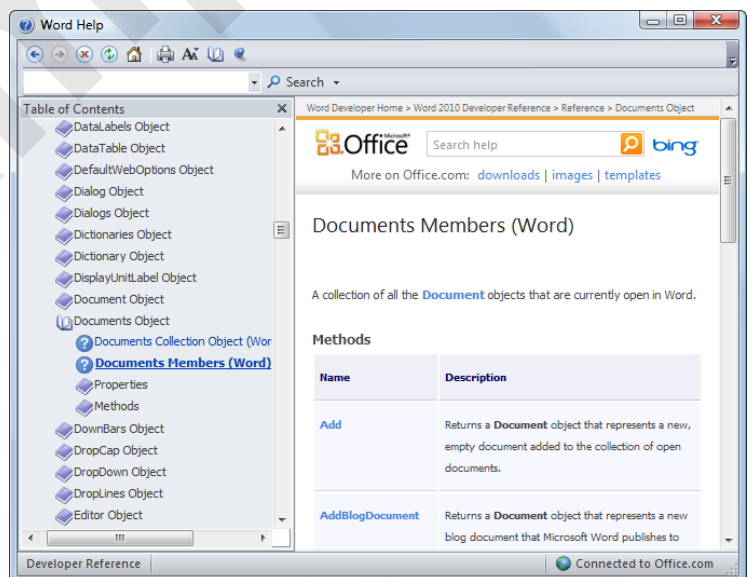 Word Help
Search
Table of Contents
DataLabels Object
DataTable Object
DefaultWebOptions Object
Dialog Object
Dialogs Object
Dictionaries Object
Dictionary Object
DisplayUnitLabel Object
Document Object
Documents Object
Documents Collection Object (Wor
Documents Members (Word)
Properties
Methods
DownBars Object
DropCap Object
DropDown Object
DropLines Object
Editor Object
Word Developer Home > Word 2010 Developer Reference > Reference > Documents Object
Microsoft®
Office
Search help
bing
More on Office.com: downloads | images | templates
Documents Members (Word)
A collection of all the Document objects that are currently open in Word.
Methods
Name Description
Add Returns a Document object that represents a new,
empty document added to the collection of open
documents.
AddBlogDocument Returns a Document object that represents a new
blog document that Microsoft Word publishes to
Developer Reference
Connected to Office.com